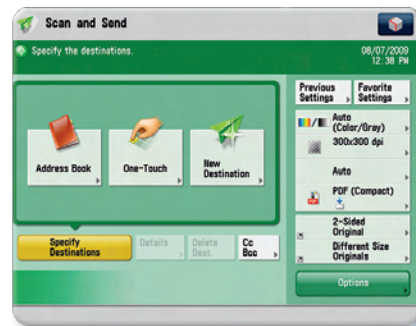 Scan and Send
Specify the destinations.
08/07/2009
12:38 PM
Previous
Settings
Favorite
Settings
Auto
(Color/Gray)
300x300 dpi
Auto
PDF (Compact)
2-Sided
Original
Different Size
Originals
Options
Address Book
One-Touch
New
Destination
Specify
Destinations
Details
Delete
Dest.
Cc
Bcc